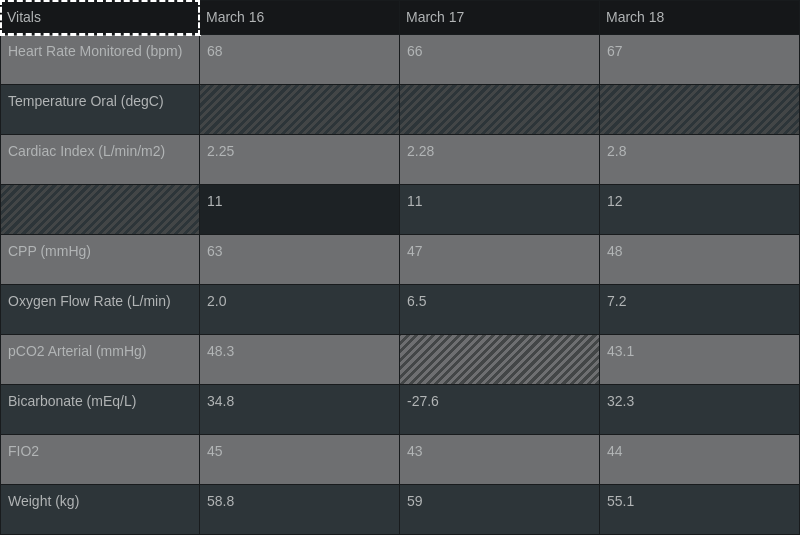 Vitals March 16 March 17 March 18
Heart Rate Monitored (bpm) 68 66 67
Temperature Oral (degC)
Cardiac Index (L/min/m2) 2.25 2.28 2.8
11 11 12
CPP (mmHg) 63 47 48
Oxygen Flow Rate (L/min) 2.0 6.5 7.2
pCO2 Arterial (mmHg) 48.3 43.1
Bicarbonate (mEq/L) 34.8 -27.6 32.3
FIO2 45 43 44
Weight (kg) 58.8 59 55.1